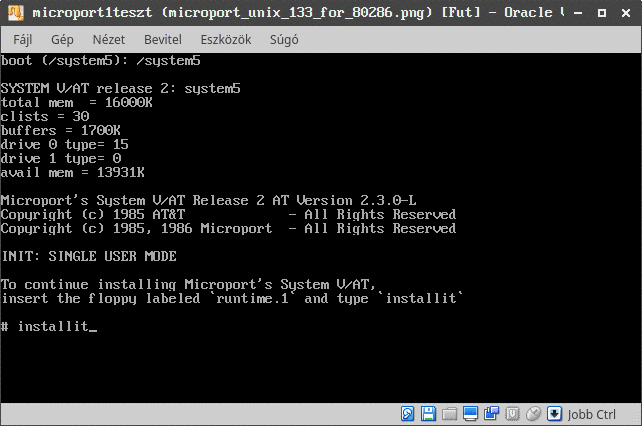 microport1teszt (microport_unix_133_for_80286.png) [Fut] - Oracle
Fájl Gép Nézet Bevitel Eszközök Súgó
boot (/system5): /system5
SYSTEM V/AT release 2: system5
total mem = 16000K
clists = 30
buffers = 1700K
drive 0 type= 15
drive 1 type= 0
avail mem = 13931K
Microport's System V/AT Release 2 AT Version 2.3.0-L
Copyright (c) 1985 AT&T - All Rights Reserved
Copyright (c) 1985, 1986 Microport - All Rights Reserved
INIT: SINGLE USER MODE
To continue installing Microport's System V/AT,
insert the floppy labeled `runtime.1` and type `installit`
# installit_
Jobb Ctrl